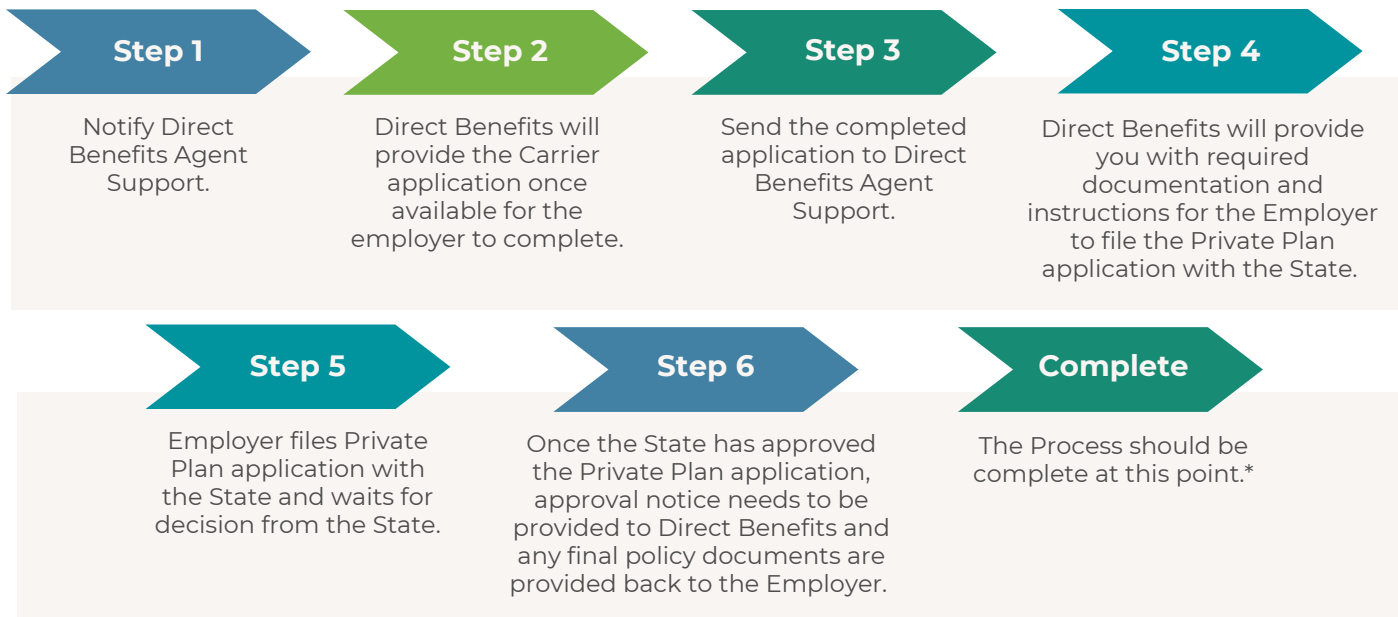 Step 1
Notify Direct
Benefits Agent
Support.
Step 2
Direct Benefits will
provide the Carrier
application once
available for the
employer to complete.
Step 3
Send the completed
application to Direct
Benefits Agent
Support.
Step 4
Direct Benefits will provide
you with required
documentation and
instructions for the Employer
to file the Private Plan
application with the State.
Step 5
Employer files Private
Plan application with
the State and waits for
decision from the State.
Step 6
Once the State has approved
the Private Plan application,
approval notice needs to be
provided to Direct Benefits and
any final policy documents are
provided back to the Employer.
Complete
The Process should be
complete at this point.*